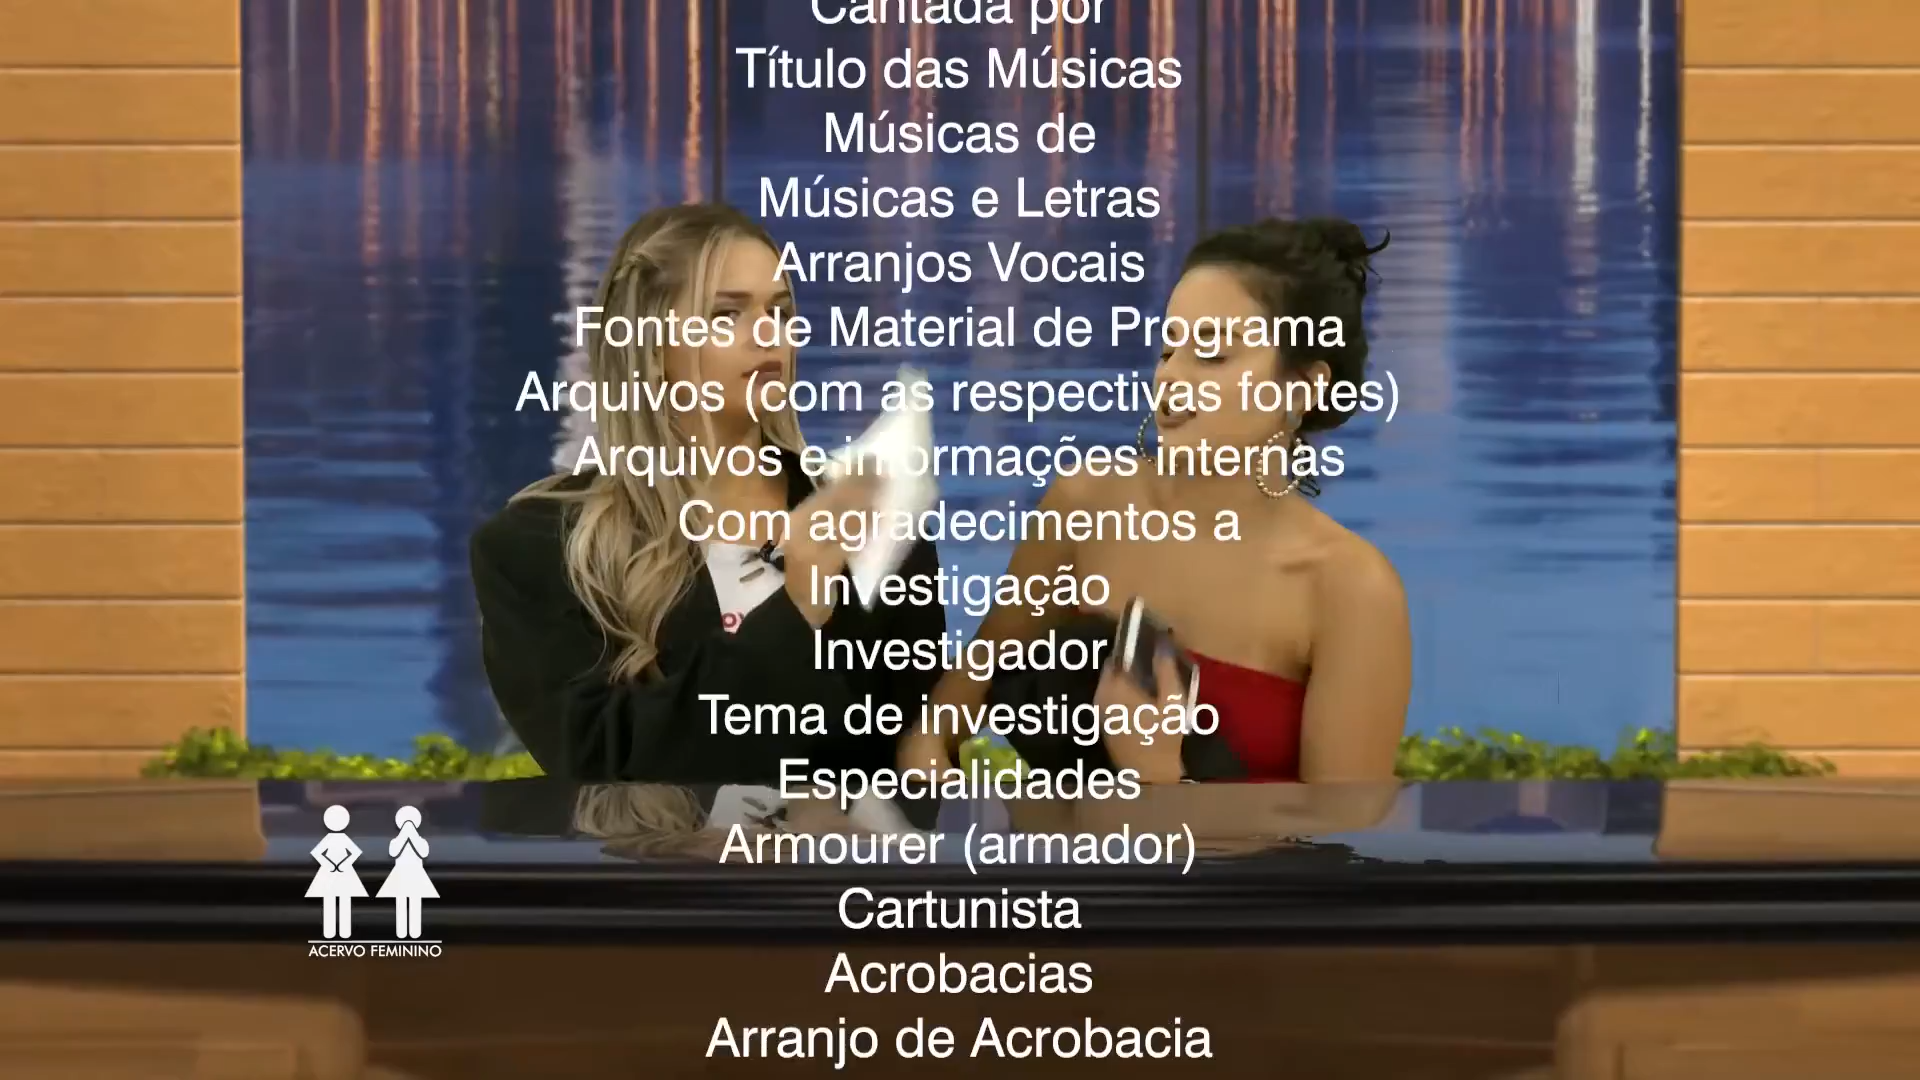 Cantada por
Título das Músicas
Músicas de
Músicas e Letras
Arranjos Vocais
Fontes de Material de Programa
Arquivos (com as respectivas fontes)
Arquivos e informações internas
Com agradecimentos a
Investigação
Investigador
Tema de investigação
Especialidades
Armourer (armador)
Cartunista
Acrobacias
Arranjo de Acrobacia
ACERVO FEMININO